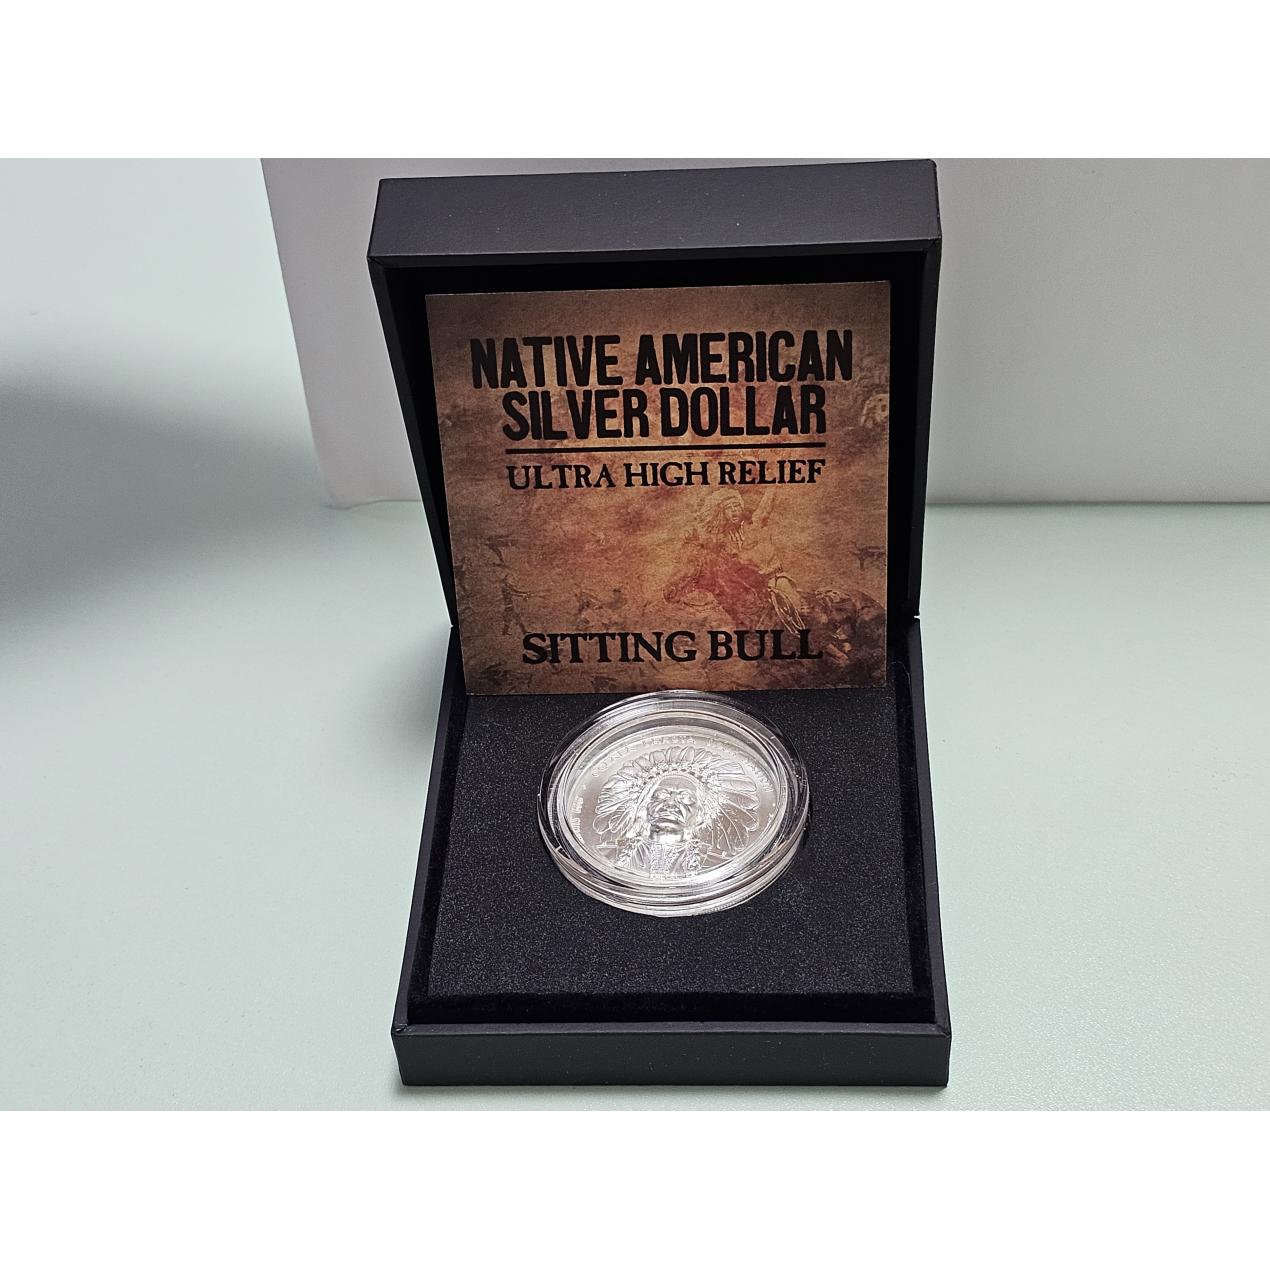 NATIVE AMERICAN
SILVER DOLLAR
ULTRA HIGH RELIEF
SITTING BULL